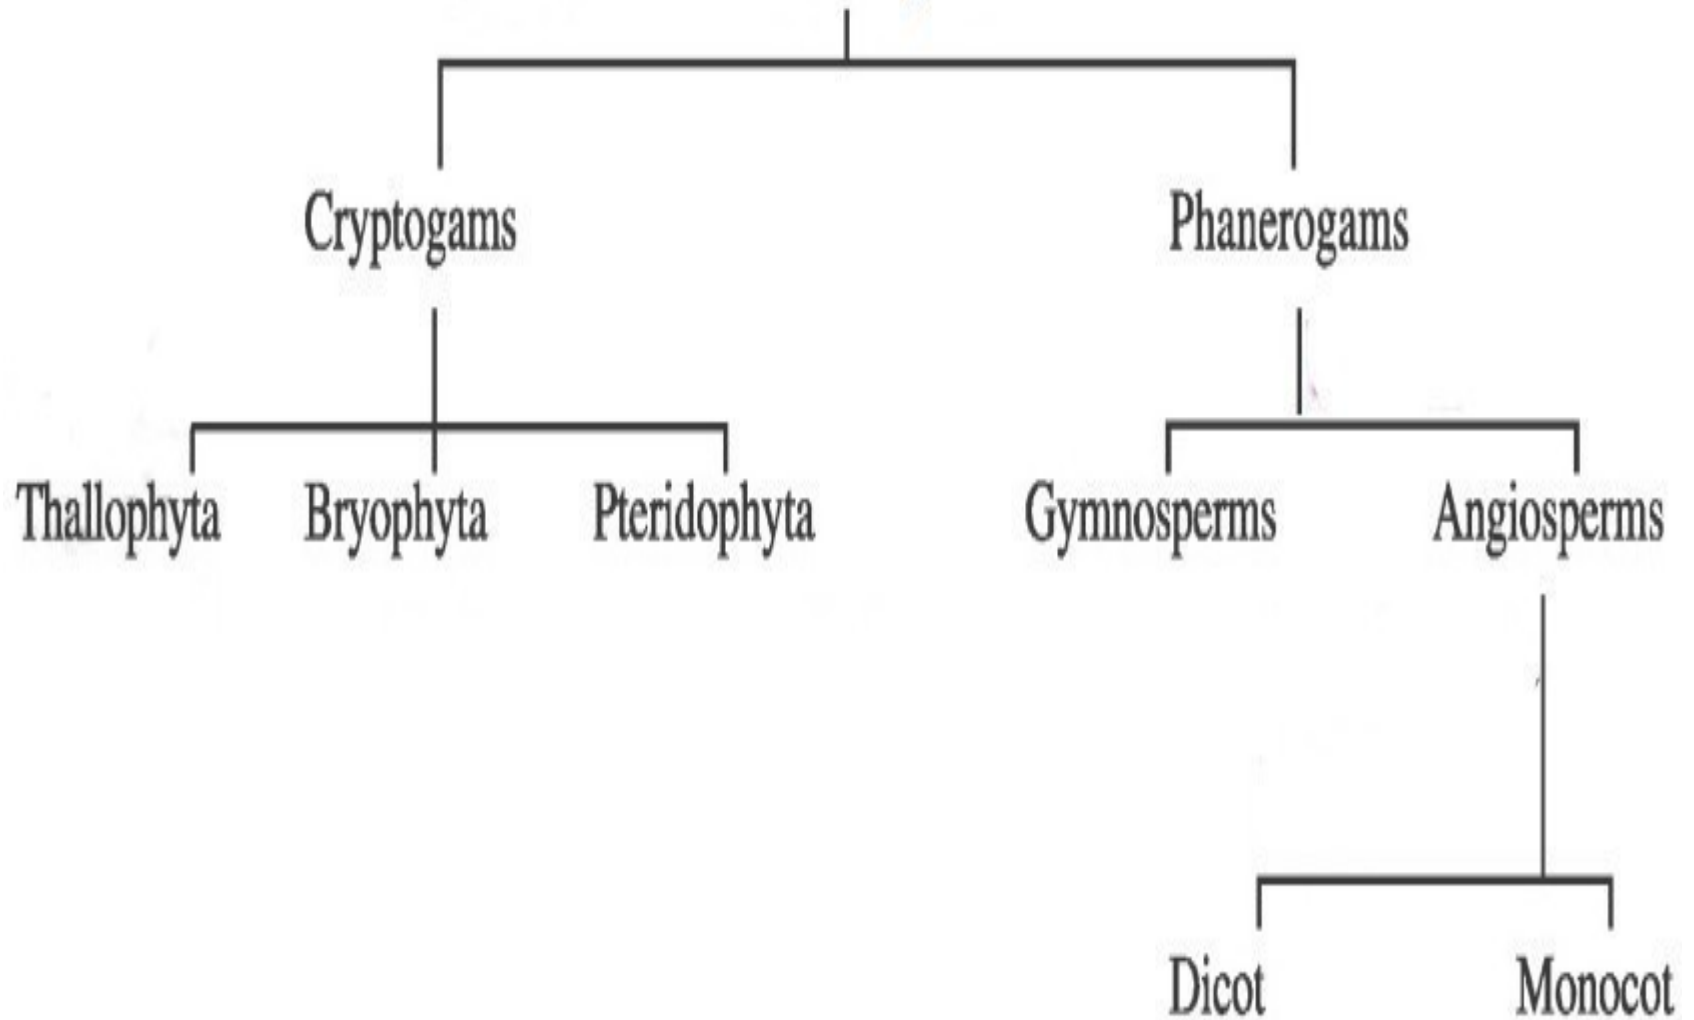 Cryptogams Phanerogams
Thallophyta Bryophyta Pteridophyta Gymnosperms Angiosperms
Dicot Monocot